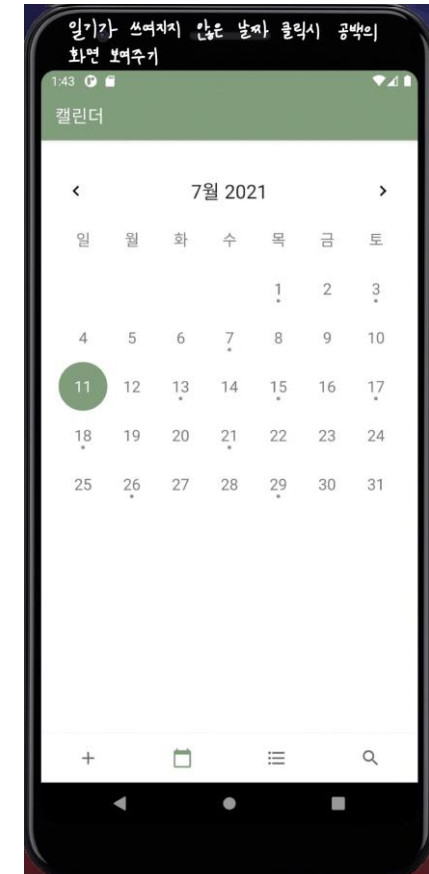 일기가 쓰여지지 않은 날짜 클릭시 공백의
화면 보여주기
1:43
캘린더
7월 2021
일 월 화 수 목 금 토
1 2 3
4 5 6 7 8 9 10
11 12 13 14 15 16 17
18 19 20 21 22 23 24
25 26 27 28 29 30 31